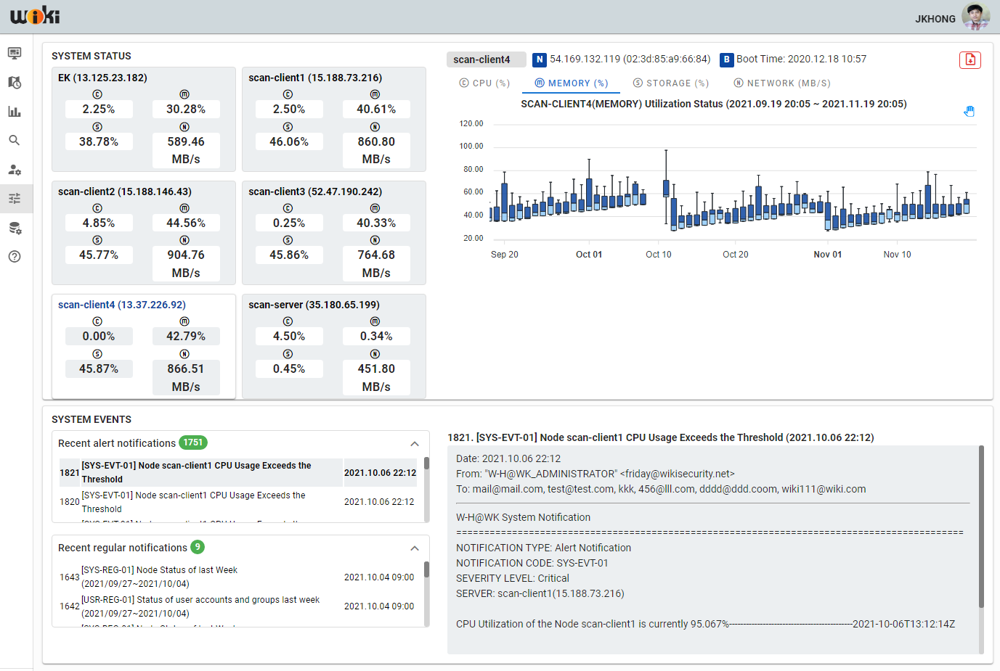 wiki
JKHONG
SYSTEM STATUS
EK (13.125.23.182)
C
m
2.25%
30.28%
S
N
38.78%
589.46
MB/s
scan-client1 (15.188.73.216)
C
m
2.50%
40.61%
S
N
46.06%
860.80
MB/s
scan-client2 (15.188.146.43)
C
m
4.85%
44.56%
S
N
45.77%
904.76
MB/s
scan-client3 (52.47.190.242)
C
m
0.25%
40.33%
S
N
45.86%
764.68
MB/s
scan-client4 (13.37.226.92)
C
m
0.00%
42.79%
S
N
45.87%
866.51
MB/s
scan-server (35.180.65.199)
C
m
4.50%
0.34%
S
N
0.45%
451.80
MB/s
scan-client4 N 54.169.132.119 (02:3d:85:a9:66:84) B Boot Time: 2020.12.18 10:57
C CPU (%) m MEMORY (%) S STORAGE (%) N NETWORK (MB/S)
SCAN-CLIENT4(MEMORY) Utilization Status (2021.09.19 20:05 ~ 2021.11.19 20:05)
120.00
100.00
80.00
60.00
40.00
20.00
Sep 20 Oct 01 Oct 10 Oct 20 Nov 01 Nov 10
SYSTEM EVENTS
Recent alert notifications 1751
1821 [SYS-EVT-01] Node scan-client1 CPU Usage Exceeds the Threshold 2021.10.06 22:12
1820 [SYS-EVT-01] Node scan-client1 CPU Usage Exceeds the Threshold 2021.10.06 22:12
Recent regular notifications 9
1643 [SYS-REG-01] Node Status of last Week (2021/09/27~2021/10/04) 2021.10.04 09:00
1642 [USR-REG-01] Status of user accounts and groups last week (2021/09/27~2021/10/04) 2021.10.04 09:00
1821. [SYS-EVT-01] Node scan-client1 CPU Usage Exceeds the Threshold (2021.10.06 22:12)
Date: 2021.10.06 22:12
From: "W-H@WK_ADMINISTRATOR" <friday@wikisecurity.net>
To: mail@mail.com, test@test.com, kkk, 456@lll.com, dddd@ddd.coom, wiki111@wiki.com
W-H@WK System Notification
==========================================================================================
NOTIFICATION TYPE: Alert Notification
NOTIFICATION CODE: SYS-EVT-01
SEVERITY LEVEL: Critical
SERVER: scan-client1(15.188.73.216)
CPU Utilization of the Node scan-client1 is currently 95.067%-------------------------------------------2021-10-06T13:12:14Z